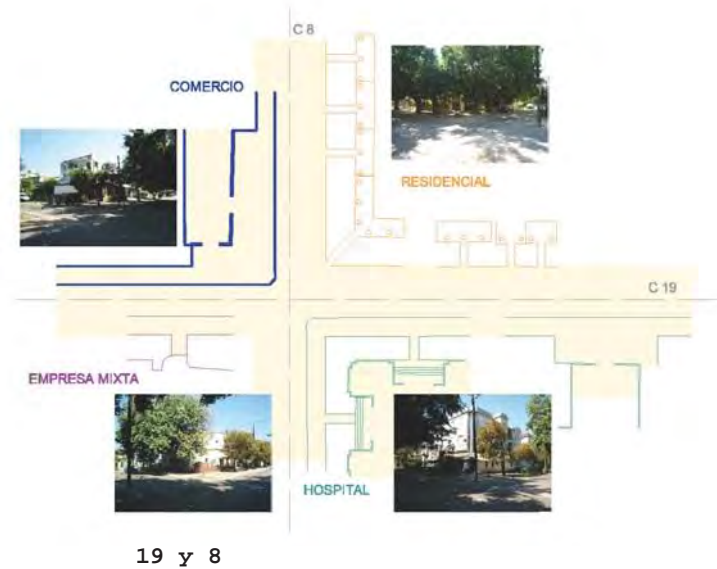 C 8
COMERCIO
RESIDENCIAL
C 19
EMPRESA MIXTA
HOSPITAL
19 y 8